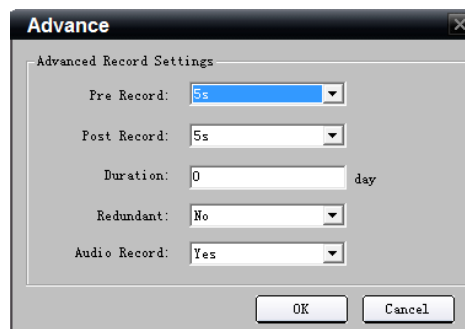 Advance
Advanced Record Settings
Pre Record: 5s
Post Record: 5s
Duration: 0 day
Redundant: No
Audio Record: Yes
OK Cancel